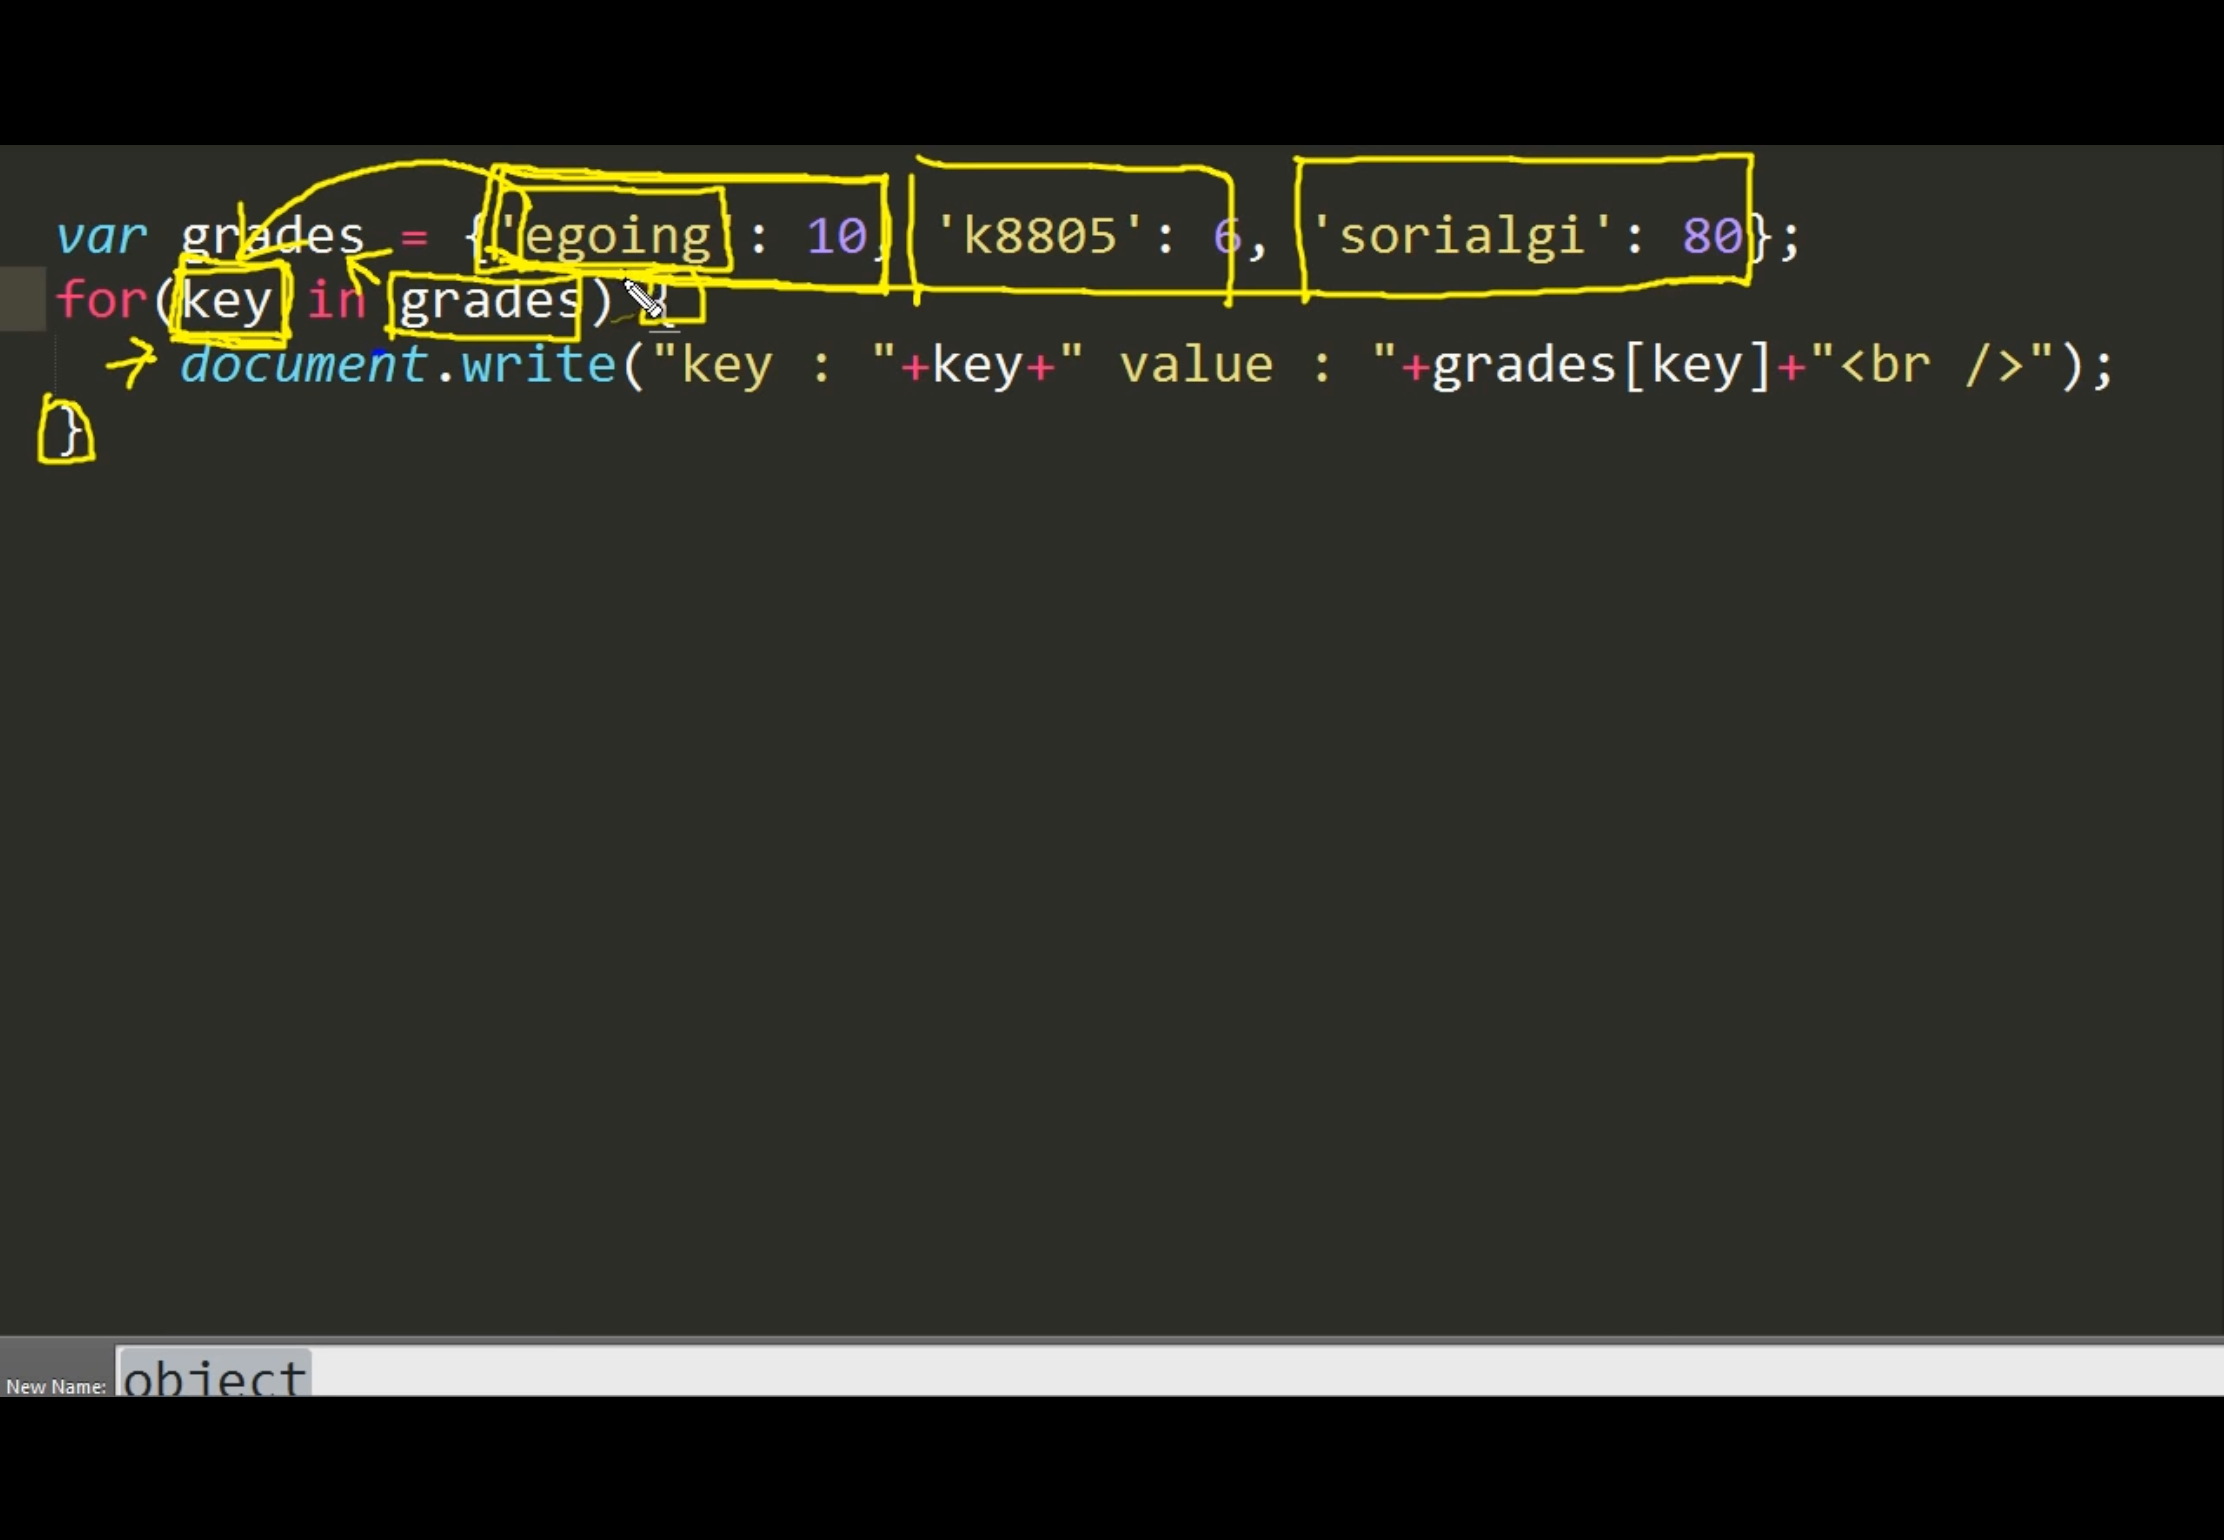 var grades = {'egoing': 10, 'k8805': 6, 'sorialgi': 80};
for(key in grades) {
document.write("key : "+key+" value : "+grades[key]+"<br />");
}
New Name: object